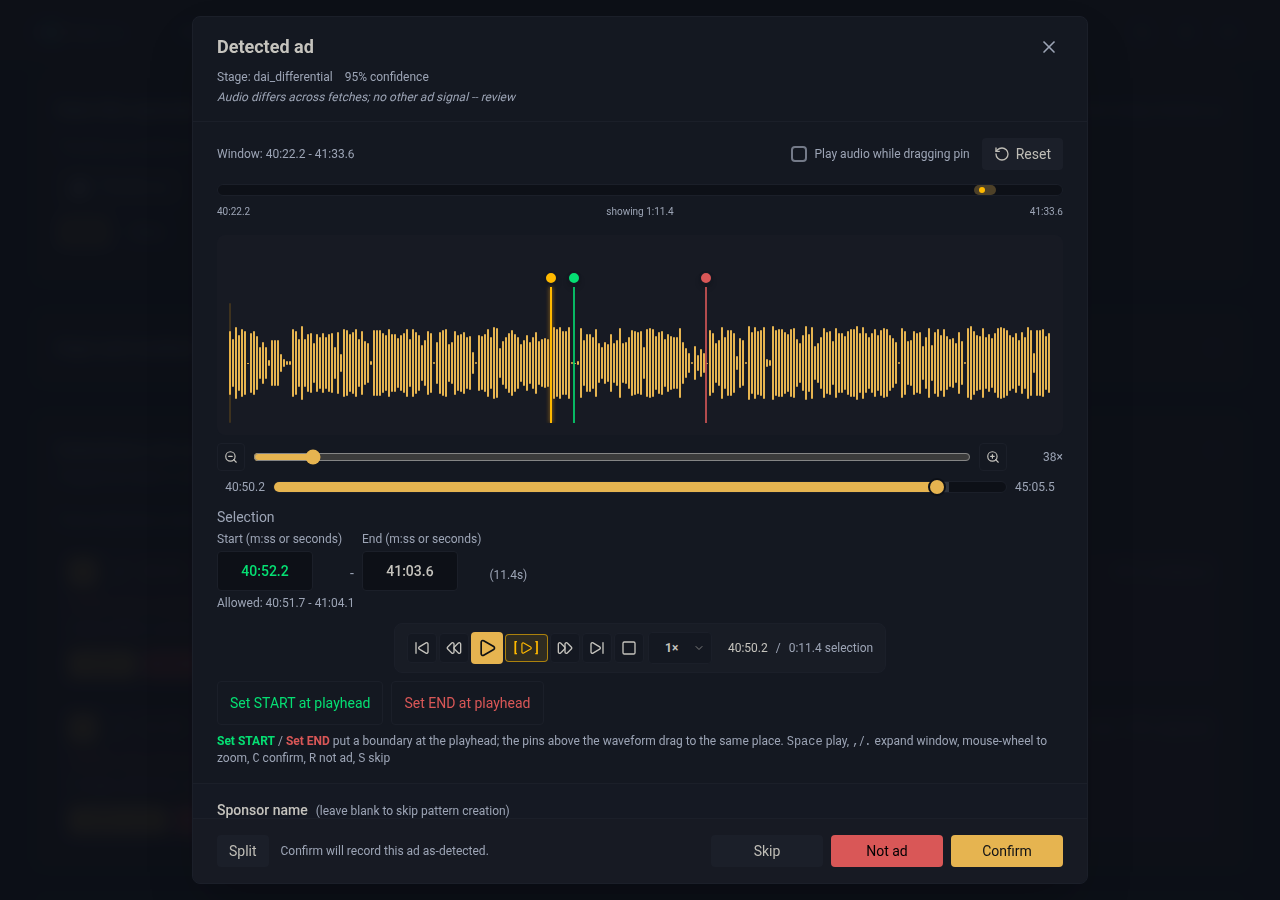 Detected ad
Stage: dai_differential 95% confidence
Audio differs across fetches; no other ad signal – review
Window: 40:22.2 - 41:33.6
Play audio while dragging pin
Reset
40:22.2 showing 1:11.4 41:33.6
38×
40:50.2 45:05.5
Selection
Start (m:ss or seconds) End (m:ss or seconds)
40:52.2 - 41:03.6 (11.4s)
Allowed: 40:51.7 - 41:04.1
[▷] 1× 40:50.2 / 0:11.4 selection
Set START at playhead Set END at playhead
Set START / Set END put a boundary at the playhead; the pins above the waveform drag to the same place. Space play, ,/. expand window, mouse-wheel to
zoom, C confirm, R not ad, S skip
Sponsor name (leave blank to skip pattern creation)
Split Confirm will record this ad as-detected. Skip Not ad Confirm